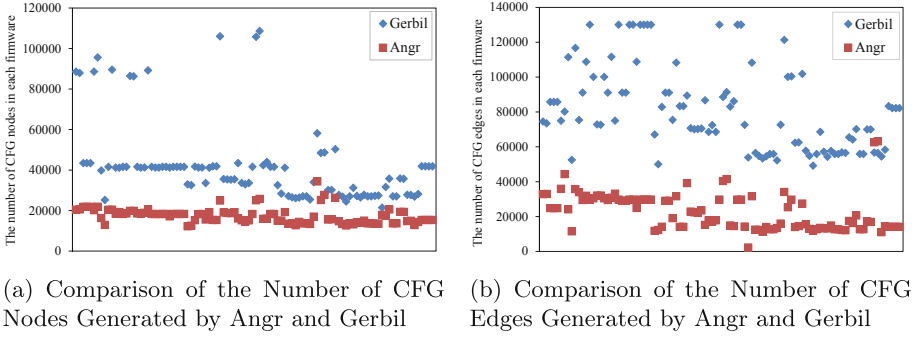 120000
100000
80000
60000
40000
20000
0
The number of CFG nodes in each firmware
Gerbil
Angr
140000
120000
100000
80000
60000
40000
20000
0
The number of CFG edges in each firmware
Gerbil
Angr
(a) Comparison of the Number of CFG
Nodes Generated by Angr and Gerbil
(b) Comparison of the Number of CFG
Edges Generated by Angr and Gerbil